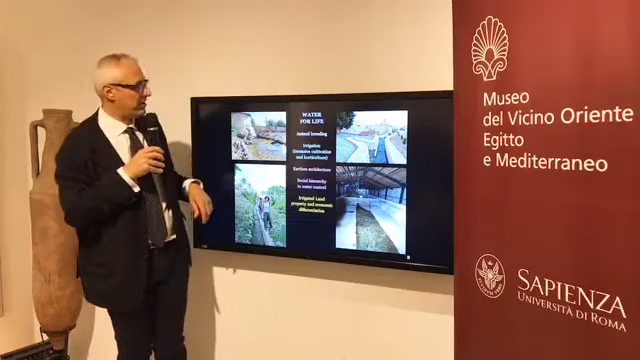 WATER
FOR LIFE
Animal breeding
Irrigation
(intensive cultivation
and horticulture)
Earthen architecture
Social hierarchy
in water control
Irrigated Land
property and economic
differentiation
Museo
del Vicino Oriente
Egitto
e Mediterraneo
SAPIENZA
UNIVERSITÀ DI ROMA